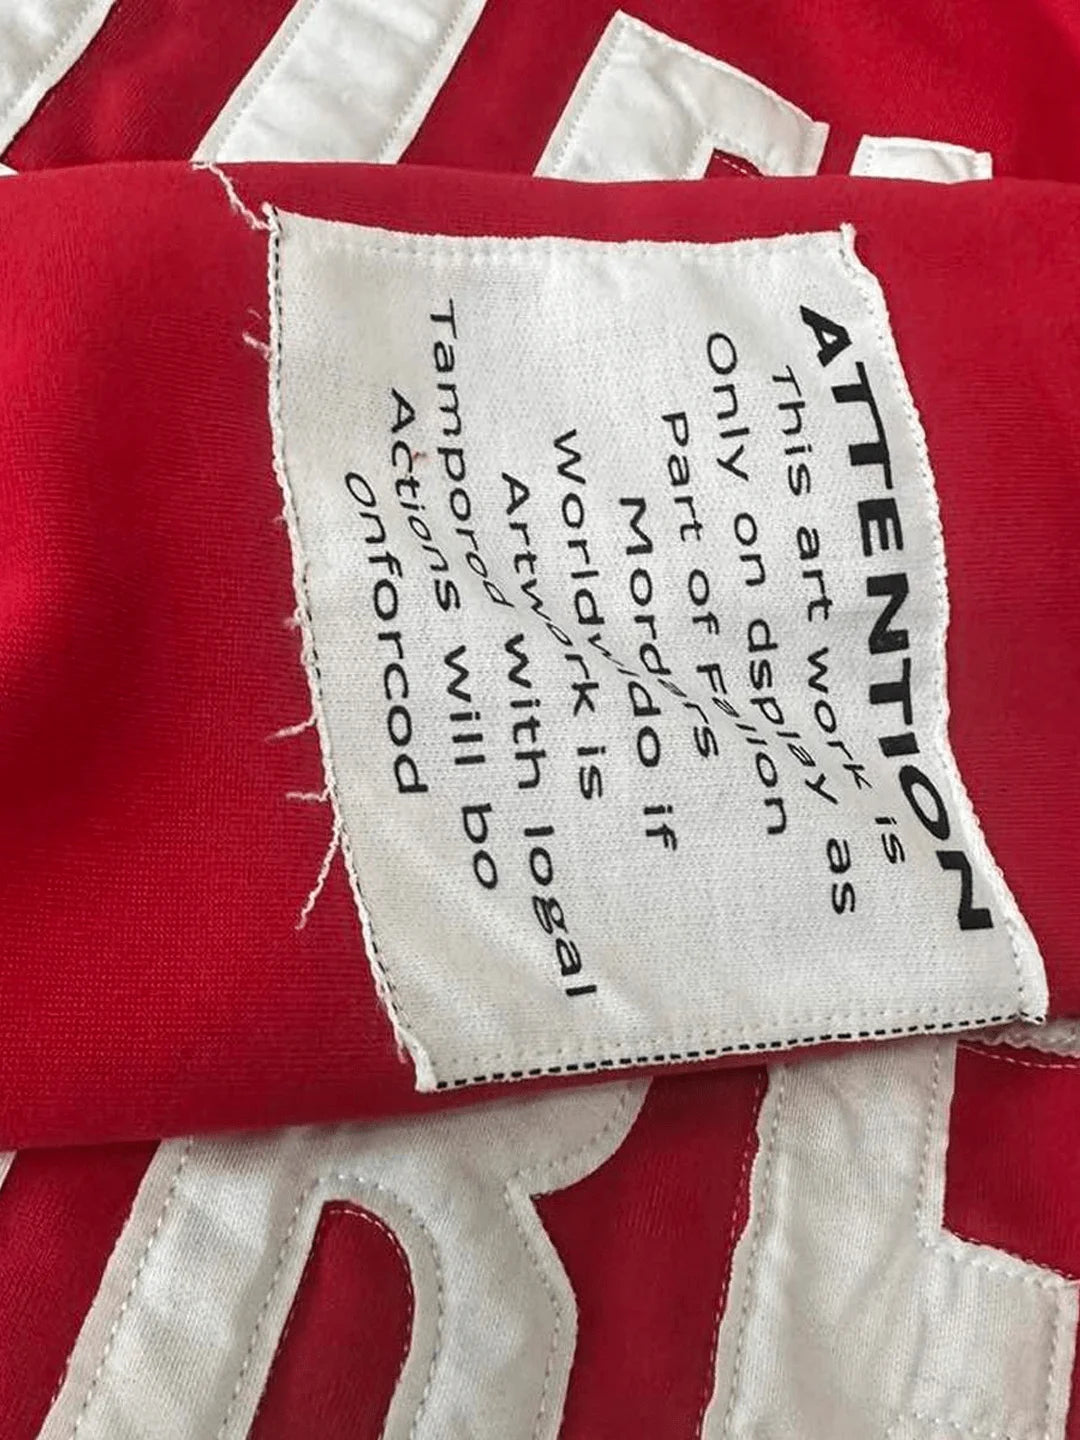 ATTENTION
This art work is
Only on dsplay as
part of Fallion
Mordars
Worldwido if
Artwork is
Tamporod with logal
Actions will bo
onforcod